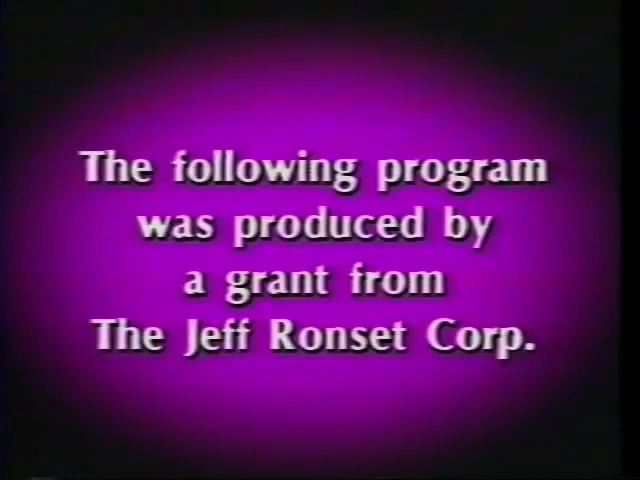 The following program
was produced by
a grant from
The Jeff Ronset Corp.